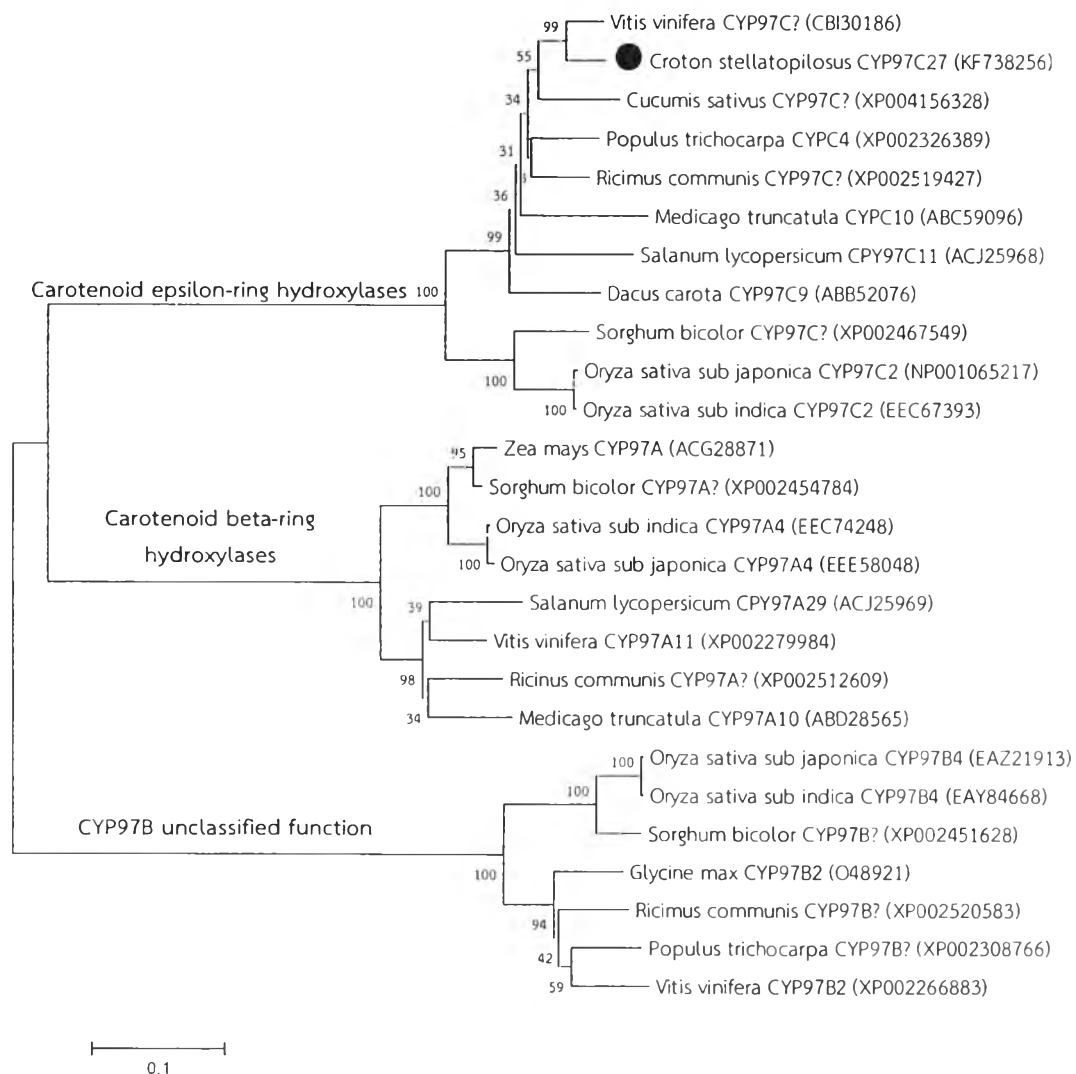 99 Vitis vinifera CYP97C? (CBI30186)
55 Croton stellatopilosus CYP97C27 (KF738256)
34 Cucumis sativus CYP97C? (XP004156328)
Populus trichocarpa CYPC4 (XP002326389)
31 Ricimus communis CYP97C? (XP002519427)
36 Medicago truncatula CYPC10 (ABC59096)
99 Salanum lycopersicum CPY97C11 (ACJ25968)
Carotenoid epsilon-ring hydroxylases 100 Dacus carota CYP97C9 (ABB52076)
Sorghum bicolor CYP97C? (XP002467549)
100 Oryza sativa sub japonica CYP97C2 (NP001065217)
100 Oryza sativa sub indica CYP97C2 (EEC67393)
95 Zea mays CYP97A (ACG28871)
100 Sorghum bicolor CYP97A? (XP002454784)
Carotenoid beta-ring
hydroxylases
Oryza sativa sub indica CYP97A4 (EEC74248)
100 Oryza sativa sub japonica CYP97A4 (EEE58048)
100 39 Salanum lycopersicum CPY97A29 (ACJ25969)
Vitis vinifera CYP97A11 (XP002279984)
98 Ricinus communis CYP97A? (XP002512609)
34 Medicago truncatula CYP97A10 (ABD28565)
100 Oryza sativa sub japonica CYP97B4 (EAZ21913)
100 Oryza sativa sub indica CYP97B4 (EAY84668)
CYP97B unclassified function Sorghum bicolor CYP97B? (XP002451628)
100 Glycine max CYP97B2 (O48921)
94 Ricimus communis CYP97B? (XP002520583)
42 Populus trichocarpa CYP97B? (XP002308766)
59 Vitis vinifera CYP97B2 (XP002266883)
0.1